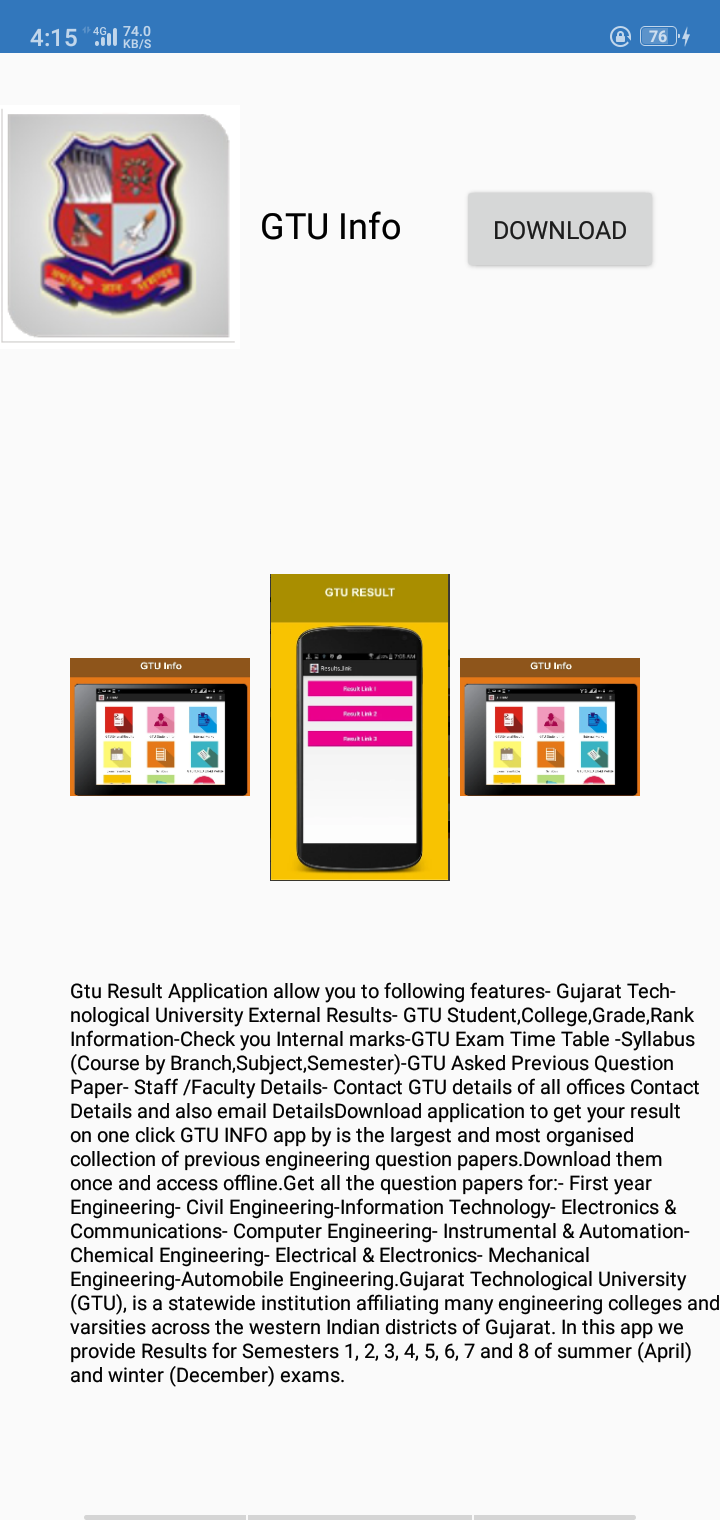 4:15 4G 74.0 KB/S 76
GTU Info
DOWNLOAD
GTU RESULT
Result Link 1
Result Link 2
Result Link 3
GTU Info
GTU Info
Gtu Result Application allow you to following features- Gujarat Tech-
nological University External Results- GTU Student,College,Grade,Rank
Information-Check you Internal marks-GTU Exam Time Table -Syllabus
(Course by Branch,Subject,Semester)-GTU Asked Previous Question
Paper- Staff /Faculty Details- Contact GTU details of all offices Contact
Details and also email DetailsDownload application to get your result
on one click GTU INFO app by is the largest and most organised
collection of previous engineering question papers.Download them
once and access offline.Get all the question papers for:- First year
Engineering- Civil Engineering-Information Technology- Electronics &
Communications- Computer Engineering- Instrumental & Automation-
Chemical Engineering- Electrical & Electronics- Mechanical
Engineering-Automobile Engineering.Gujarat Technological University
(GTU), is a statewide institution affiliating many engineering colleges and
varsities across the western Indian districts of Gujarat. In this app we
provide Results for Semesters 1, 2, 3, 4, 5, 6, 7 and 8 of summer (April)
and winter (December) exams.